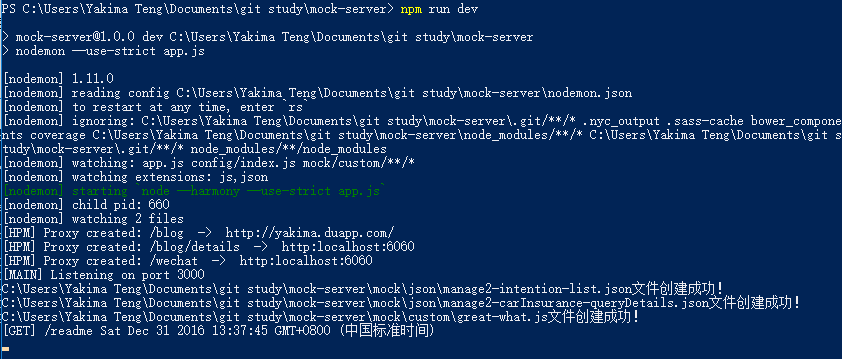 PS C:\Users\Yakima Teng\Documents\git study\mock-server> npm run dev
> mock-server@1.0.0 dev C:\Users\Yakima Teng\Documents\git study\mock-server
> nodemon --use-strict app.js
[nodemon] 1.11.0
[nodemon] reading config C:\Users\Yakima Teng\Documents\git study\mock-server\nodemon.json
[nodemon] to restart at any time, enter `rs`
[nodemon] ignoring: C:\Users\Yakima Teng\Documents\git study\mock-server\.git/**/* .nyc_output .sass-cache bower_compone
nts coverage C:\Users\Yakima Teng\Documents\git study\mock-server\node_modules/**/* C:\Users\Yakima Teng\Documents\git s
tudy\mock-server\.git/**/* node_modules/**/node_modules
[nodemon] watching: app.js config/index.js mock/custom/**/*
[nodemon] watching extensions: js,json
[nodemon] starting `node --harmony --use-strict app.js`
[nodemon] child pid: 660
[nodemon] watching 2 files
[HPM] Proxy created: /blog  ->  http://yakima.duapp.com/
[HPM] Proxy created: /blog/details  ->  http:localhost:6060
[HPM] Proxy created: /wechat  ->  http:localhost:6060
[MAIN] Listening on port 3000
C:\Users\Yakima Teng\Documents\git study\mock-server\mock\json\manage2-intention-list.json文件创建成功!
C:\Users\Yakima Teng\Documents\git study\mock-server\mock\json\manage2-carInsurance-queryDetails.json文件创建成功!
C:\Users\Yakima Teng\Documents\git study\mock-server\mock\custom\great-what.js文件创建成功!
[GET] /readme Sat Dec 31 2016 13:37:45 GMT+0800 (中国标准时间)